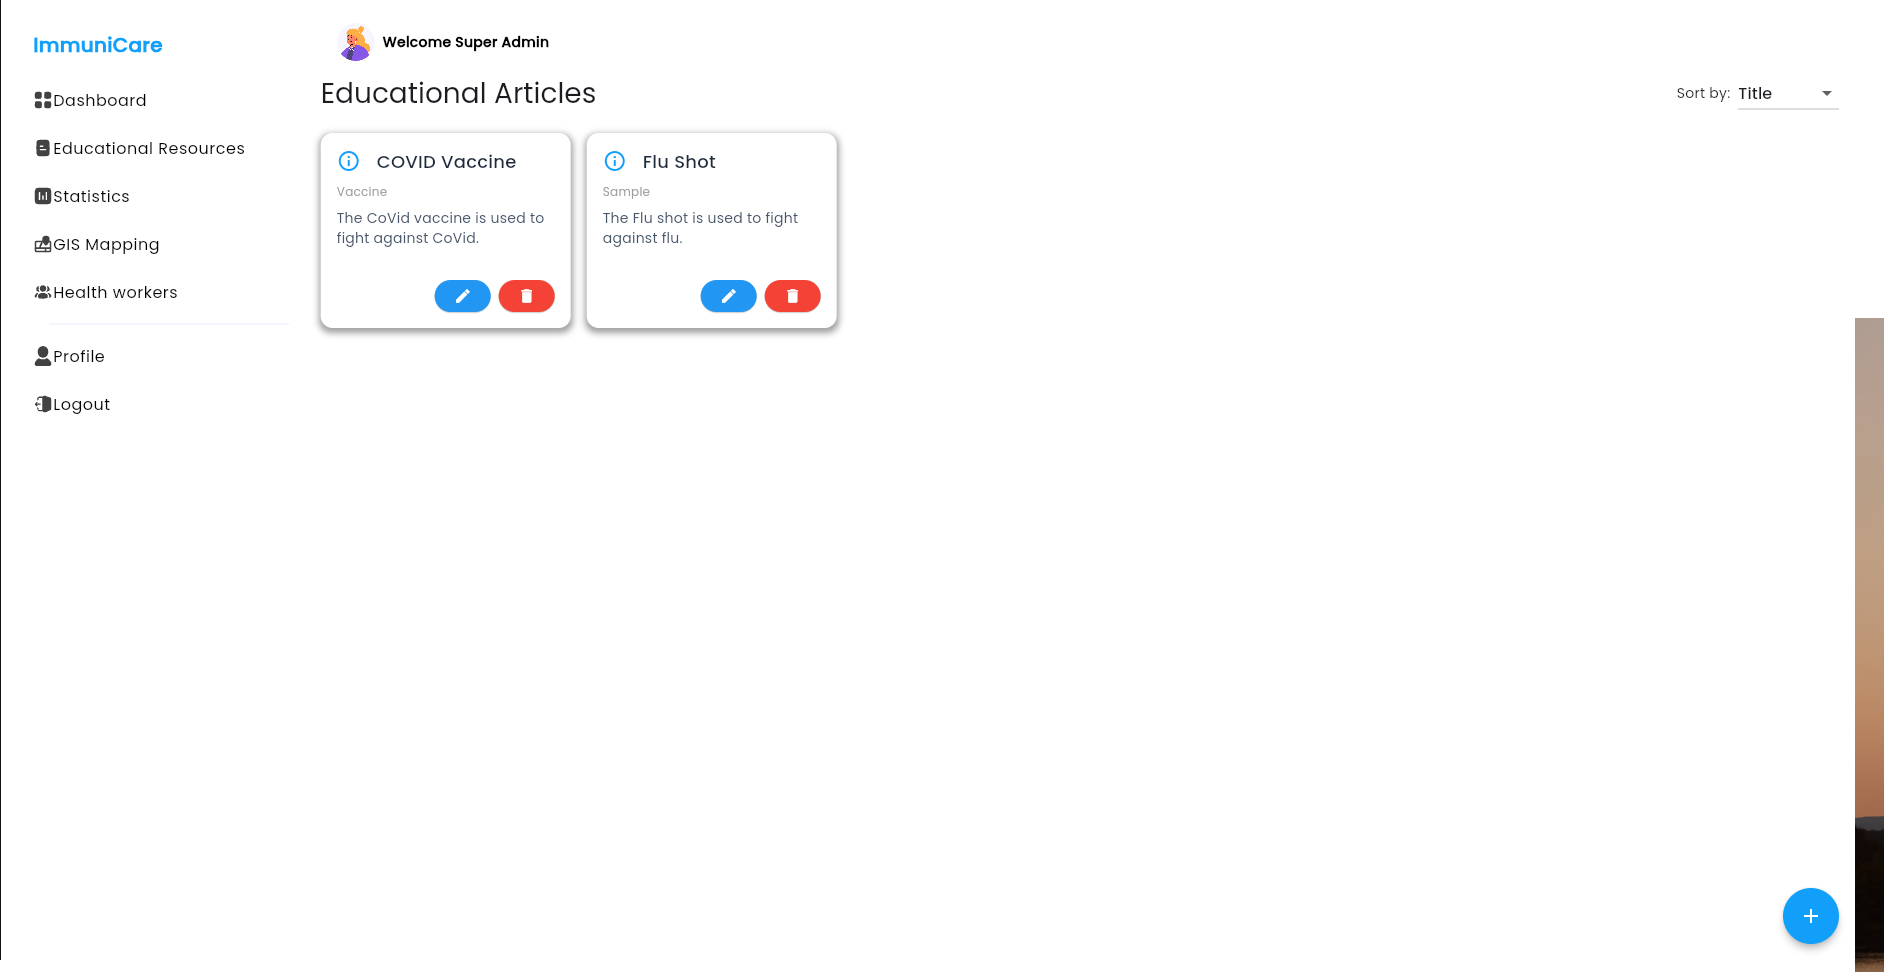 ImmuniCare
Dashboard
Educational Resources
Statistics
GIS Mapping
Health workers
Profile
Logout
Welcome Super Admin
Educational Articles
Sort by: Title
COVID Vaccine
Vaccine
The CoVid vaccine is used to
fight against CoVid.
Flu Shot
Sample
The Flu shot is used to fight
against flu.